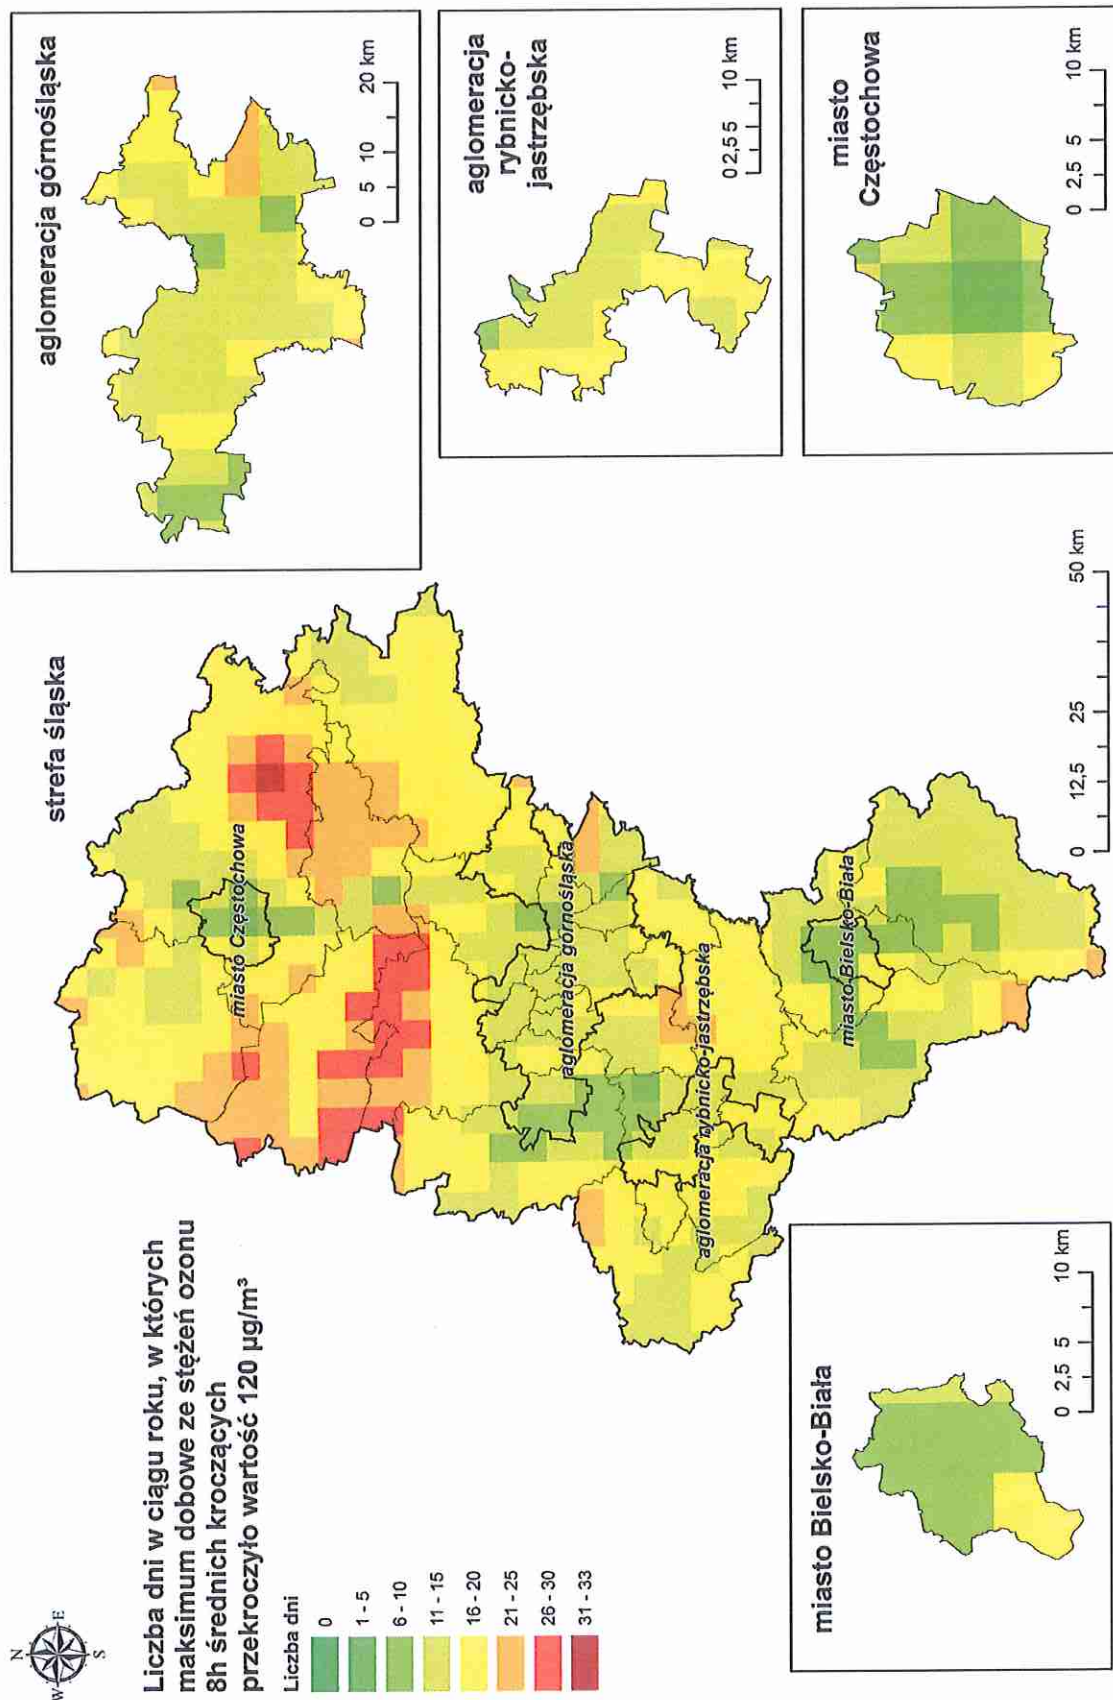 N
W
E
S
Liczba dni w ciągu roku, w których
maksimum dobowe ze stężeń ozonu
8h średnich kroczących
przekroczyło wartość 120 µg/m³
Liczba dni
0
1 - 5
6 - 10
11 - 15
16 - 20
21 - 25
26 - 30
31 - 33
strefa śląska
miasto Częstochowa
aglomeracja górnośląska
aglomeracja rybnicko-jastrzębska
miasto Bielsko-Biała
0 12,5 25 50 km
aglomeracja górnośląska
0 5 10 20 km
aglomeracja
rybnicko-
jastrzębska
0 2,5 5 10 km
miasto
Częstochowa
0 2,5 5 10 km
miasto Bielsko-Biała
0 2,5 5 10 km